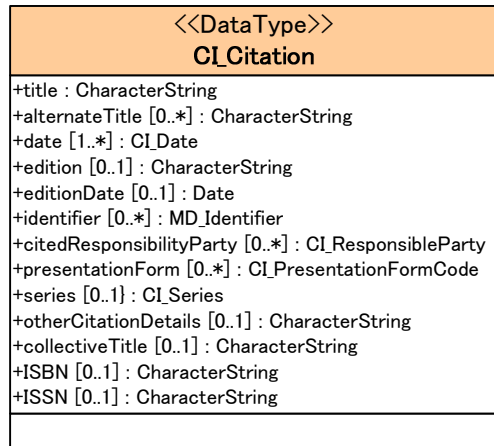 <<DataType>>
CI_Citation
+title : CharacterString
+alternateTitle [0..*] : CharacterString
+date [1..*] : CI_Date
+edition [0..1] : CharacterString
+editionDate [0..1] : Date
+identifier [0..*] : MD_Identifier
+citedResponsibilityParty [0..*] : CI_ResponsibleParty
+presentationForm [0..*] : CI_PresentationFormCode
+series [0..1} : CI_Series
+otherCitationDetails [0..1] : CharacterString
+collectiveTitle [0..1] : CharacterString
+ISBN [0..1] : CharacterString
+ISSN [0..1] : CharacterString